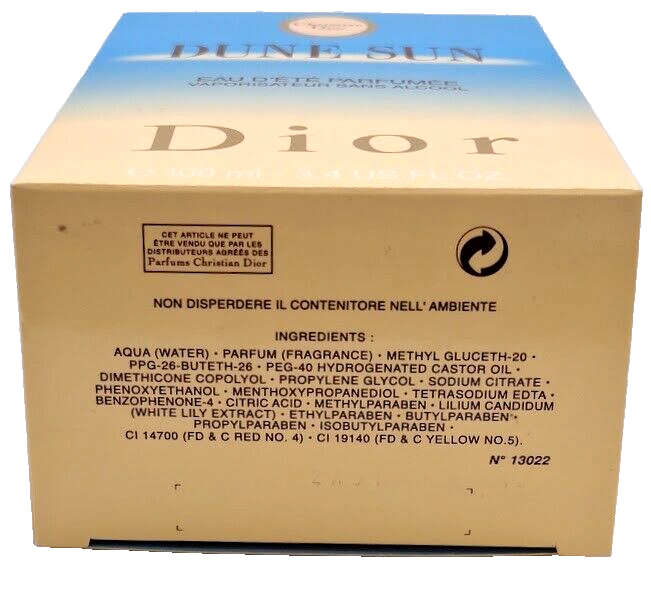 Christian Dior
DUNE SUN
EAU D'ÉTÉ PARFUMÉE
VAPORISATEUR SANS ALCOOL
Dior
℮ 100 ml - 3.4 US FL.OZ.
CET ARTICLE NE PEUT
ÊTRE VENDU QUE PAR LES
DISTRIBUTEURS AGRÉÉS DES
Parfums Christian Dior
NON DISPERDERE IL CONTENITORE NELL' AMBIENTE
INGREDIENTS :
AQUA (WATER) • PARFUM (FRAGRANCE) • METHYL GLUCETH-20 •
PPG-26-BUTETH-26 • PEG-40 HYDROGENATED CASTOR OIL •
DIMETHICONE COPOLYOL • PROPYLENE GLYCOL • SODIUM CITRATE •
PHENOXYETHANOL • MENTHOXYPROPANEDIOL • TETRASODIUM EDTA •
BENZOPHENONE-4 • CITRIC ACID • METHYLPARABEN • LILIUM CANDIDUM
(WHITE LILY EXTRACT) • ETHYLPARABEN • BUTYLPARABEN •
PROPYLPARABEN • ISOBUTYLPARABEN •
CI 14700 (FD & C RED NO. 4) • CI 19140 (FD & C YELLOW NO.5).
N° 13022